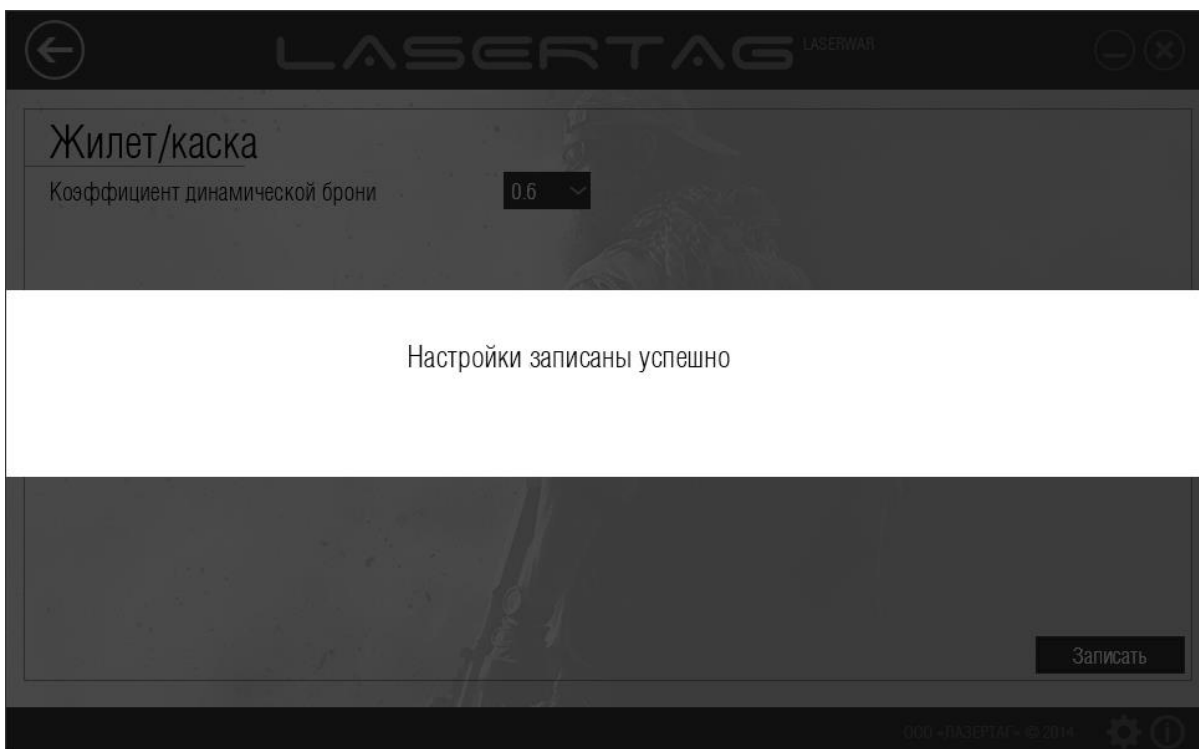 LASERTAG LASERWAR
Жилет/каска
Коэффициент динамической брони 0.6
Настройки записаны успешно
Записать
ООО «ЛАЗЕРТАГ» © 2014